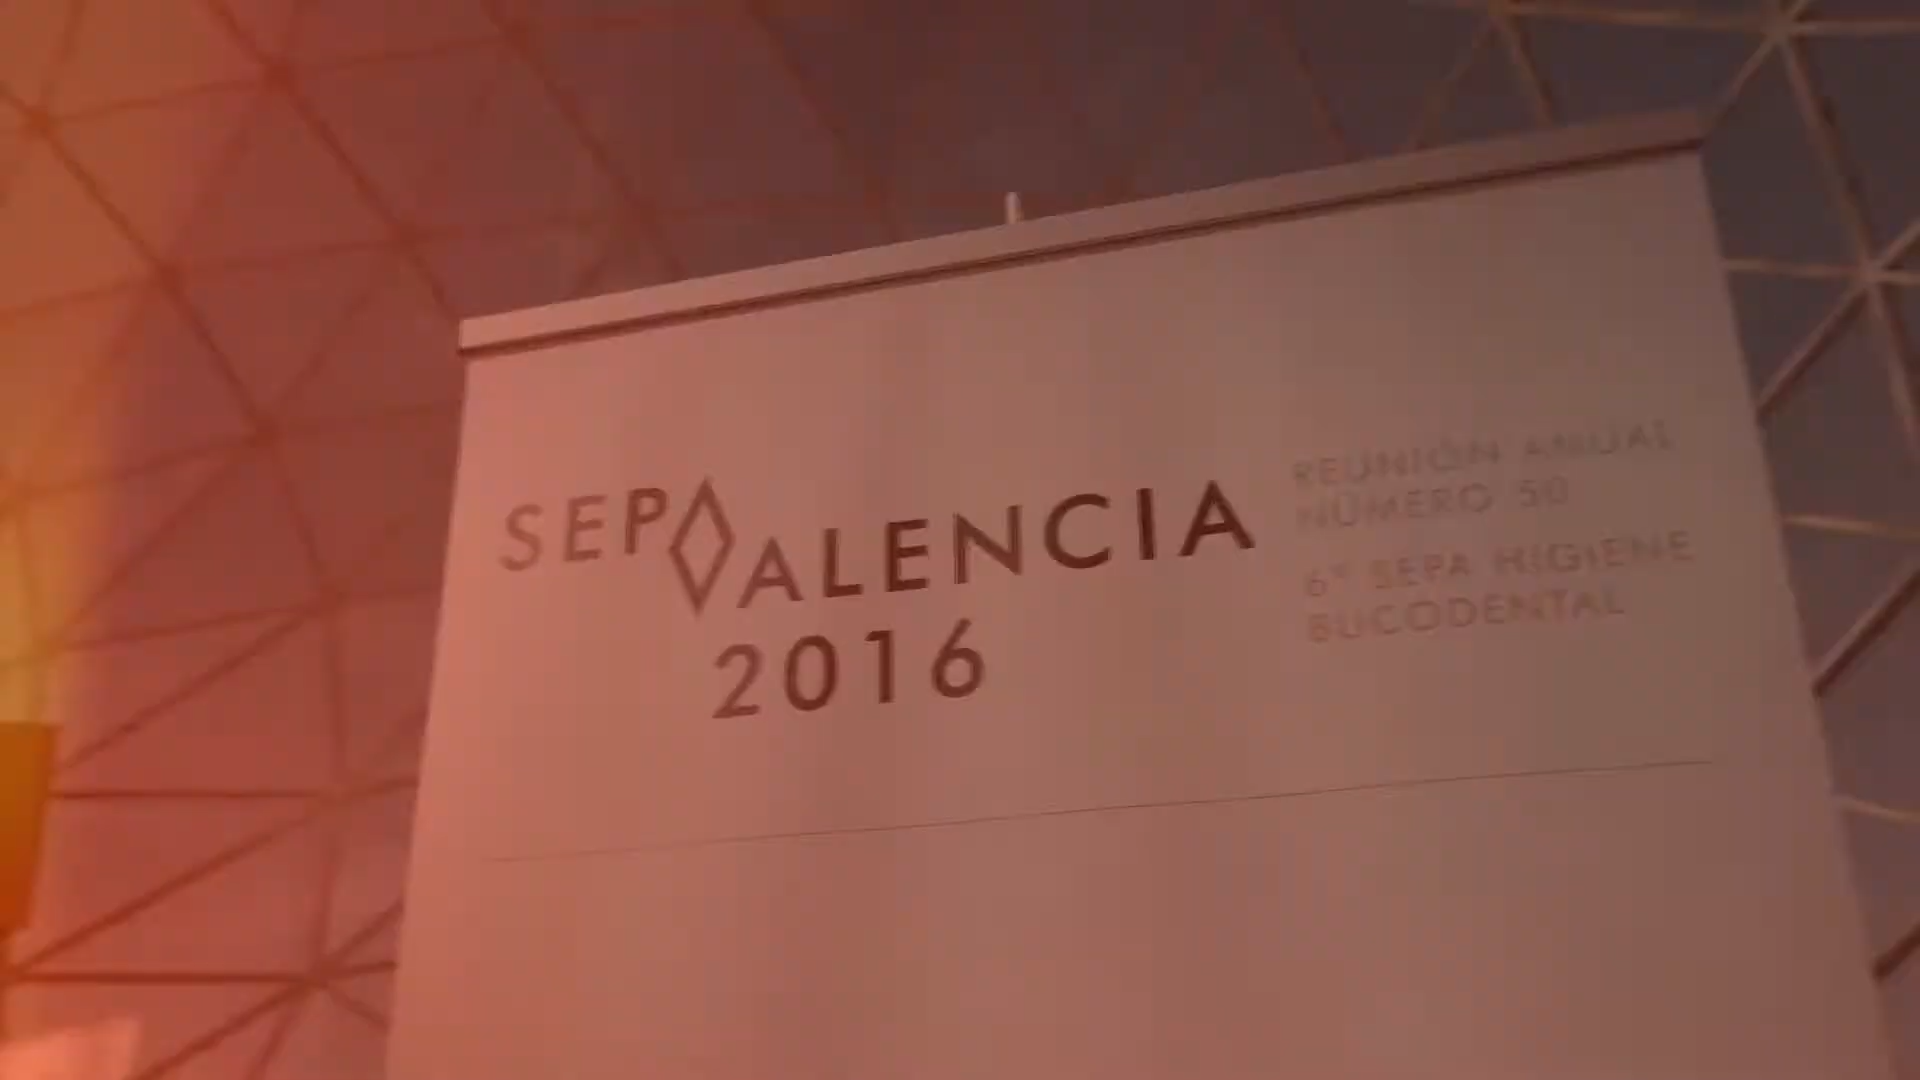 SEPVALENCIA
2016
REUNIÓN ANUAL
NÚMERO 50
6ª SEPA HIGIENE
BUCODENTAL